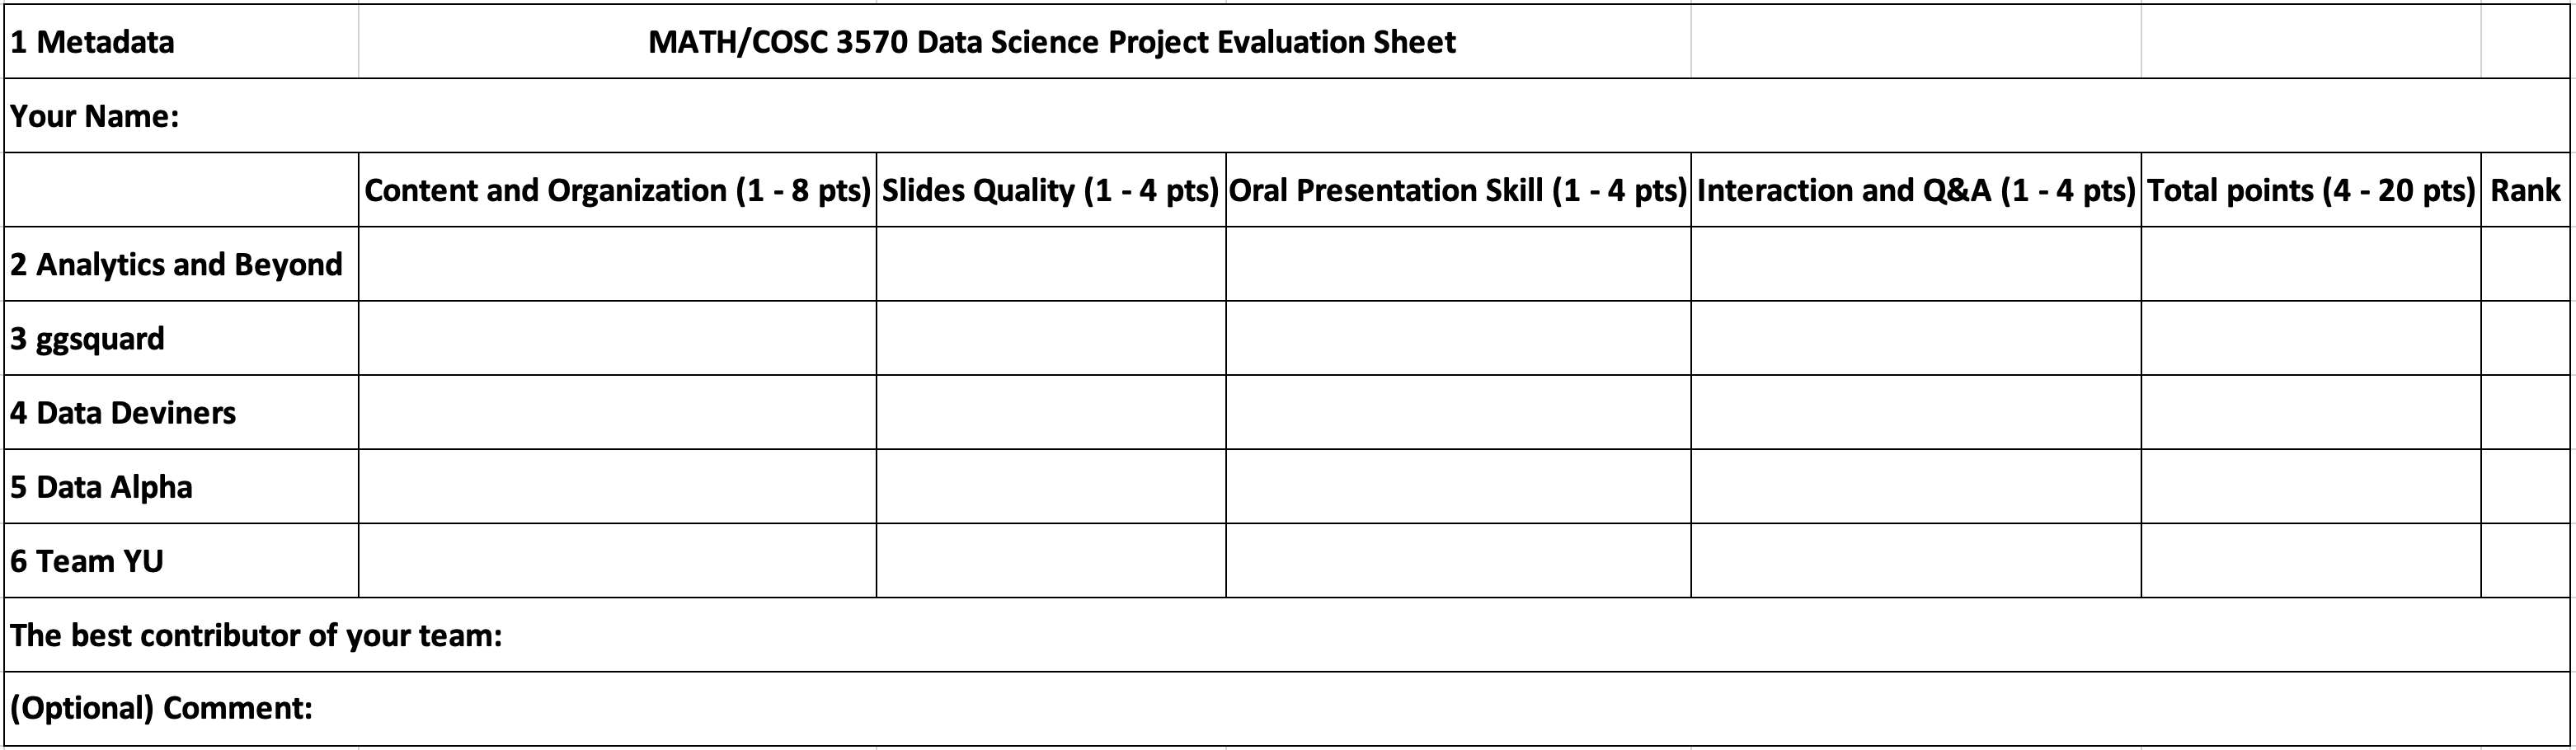 1 Metadata MATH/COSC 3570 Data Science Project Evaluation Sheet
Your Name:
Content and Organization (1 - 8 pts) Slides Quality (1 - 4 pts) Oral Presentation Skill (1 - 4 pts) Interaction and Q&A (1 - 4 pts) Total points (4 - 20 pts) Rank
2 Analytics and Beyond
3 ggsquard
4 Data Deviners
5 Data Alpha
6 Team YU
The best contributor of your team:
(Optional) Comment: